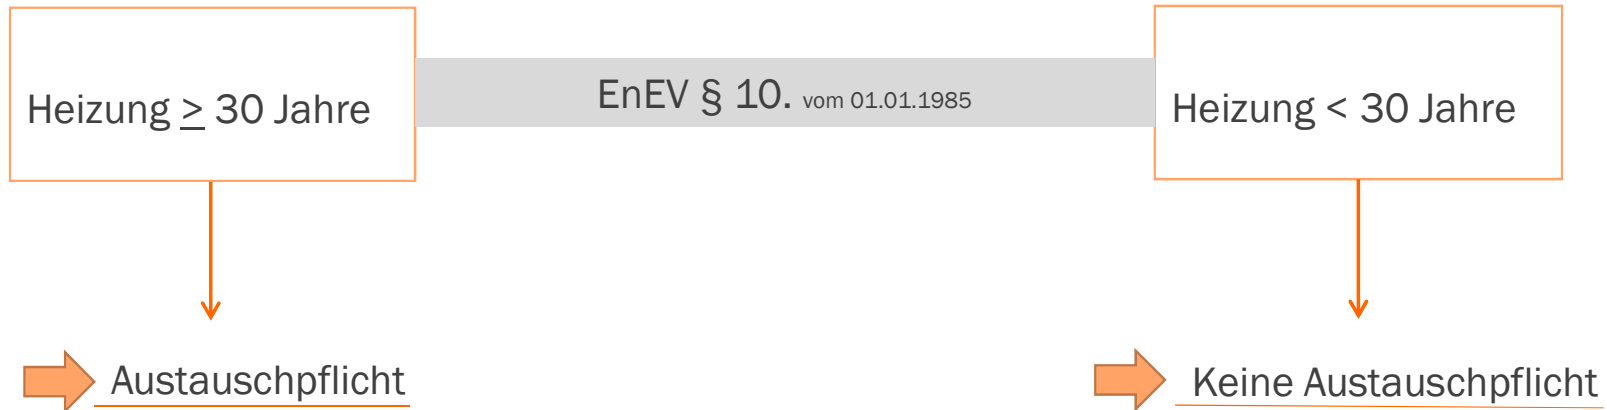 Heizung ≥ 30 Jahre
EnEV § 10. vom 01.01.1985
Heizung < 30 Jahre
Austauschpflicht
Keine Austauschpflicht